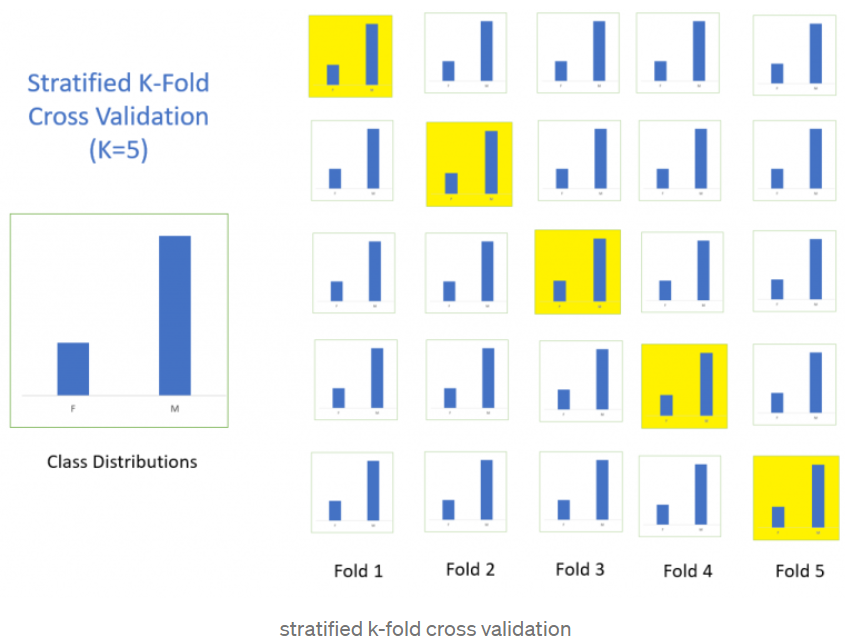 Stratified K-Fold
Cross Validation
(K=5)
F M
Class Distributions
Fold 1 Fold 2 Fold 3 Fold 4 Fold 5
stratified k-fold cross validation